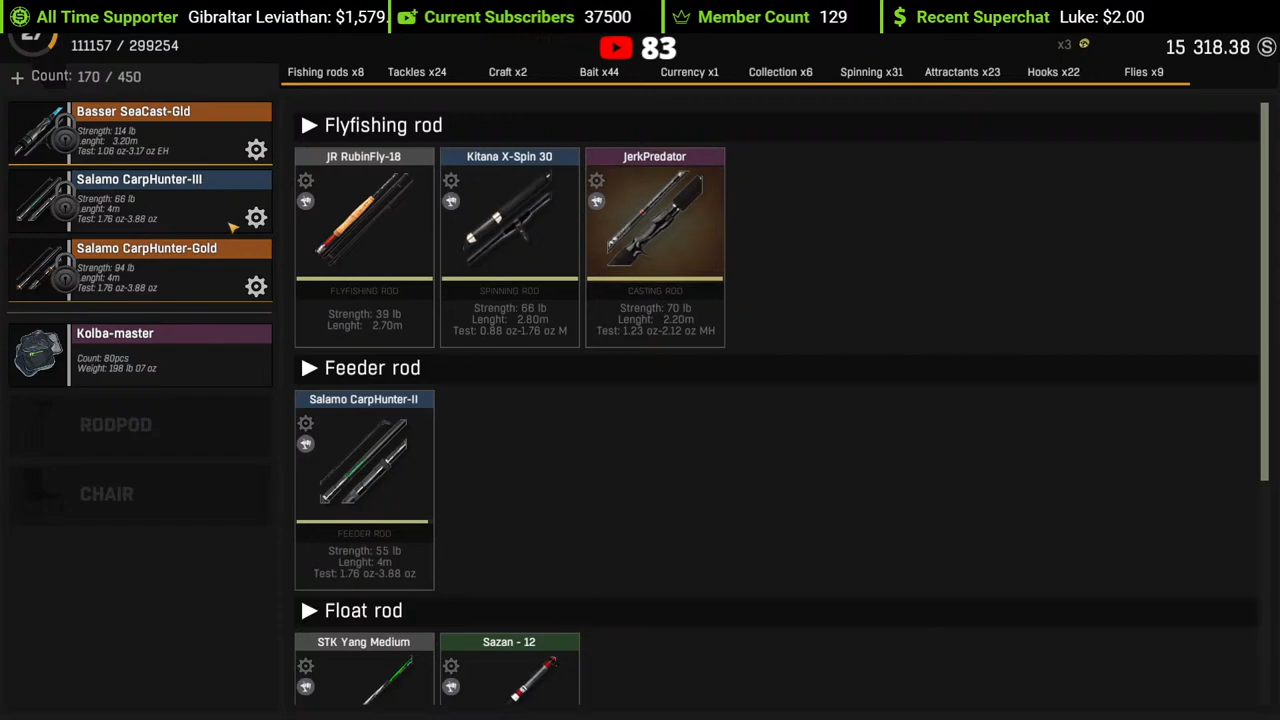 All Time Supporter Gibraltar Leviathan: $1,579.
Current Subscribers 37500
Member Count 129
Recent Superchat Luke: $2.00
111157 / 299254
83
x3
15 318.38
+ Count: 170 / 450
Fishing rods x8 Tackles x24 Craft x2 Bait x44 Currency x1 Collection x6 Spinning x31 Attractants x23 Hooks x22 Flies x9
Basser SeaCast-Gld
Strength: 114 lb
Lenght: 3.20m
Test: 1.06 oz-3.17 oz EH
Salamo CarpHunter-III
Strength: 66 lb
Lenght: 4m
Test: 1.76 oz-3.88 oz
Salamo CarpHunter-Gold
Strength: 94 lb
Lenght: 4m
Test: 1.76 oz-3.88 oz
Kolba-master
Count: 80pcs
Weight: 198 lb 07 oz
RODPOD
CHAIR
Flyfishing rod
JR RubinFly-18
FLYFISHING ROD
Strength: 39 lb
Lenght: 2.70m
Kitana X-Spin 30
SPINNING ROD
Strength: 66 lb
Lenght: 2.80m
Test: 0.88 oz-1.76 oz M
JerkPredator
CASTING ROD
Strength: 70 lb
Lenght: 2.20m
Test: 1.23 oz-2.12 oz MH
Feeder rod
Salamo CarpHunter-II
FEEDER ROD
Strength: 55 lb
Lenght: 4m
Test: 1.76 oz-3.88 oz
Float rod
STK Yang Medium
Sazan - 12